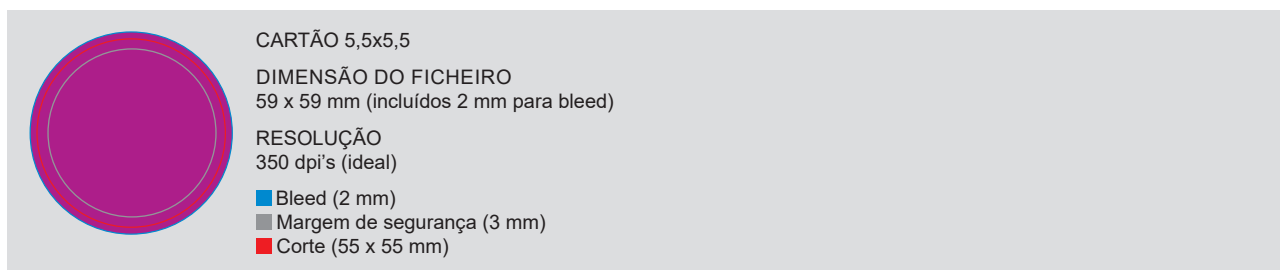 CARTÃO 5,5x5,5
DIMENSÃO DO FICHEIRO
59 x 59 mm (incluídos 2 mm para bleed)
RESOLUÇÃO
350 dpi’s (ideal)
Bleed (2 mm)
Margem de segurança (3 mm)
Corte (55 x 55 mm)